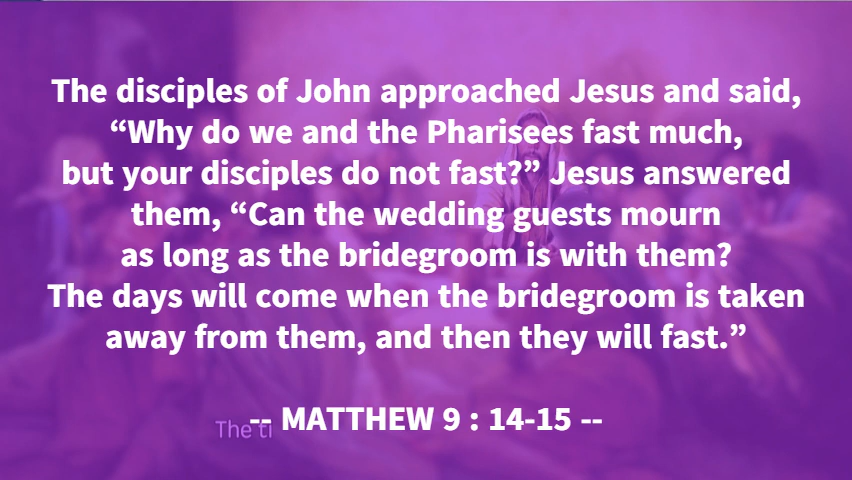 The disciples of John approached Jesus and said,
“Why do we and the Pharisees fast much,
but your disciples do not fast?” Jesus answered
them, “Can the wedding guests mourn
as long as the bridegroom is with them?
The days will come when the bridegroom is taken
away from them, and then they will fast.”
-- MATTHEW 9 : 14-15 --
The ti